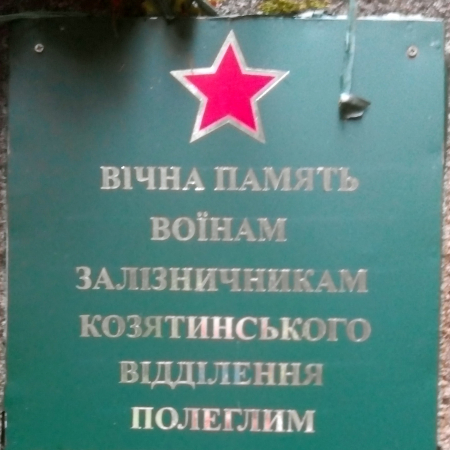 ВІЧНА ПАМЯТЬ
ВОЇНАМ
ЗАЛІЗНИЧНИКАМ
КОЗЯТИНСЬКОГО
ВІДДІЛЕННЯ
ПОЛЕГЛИМ